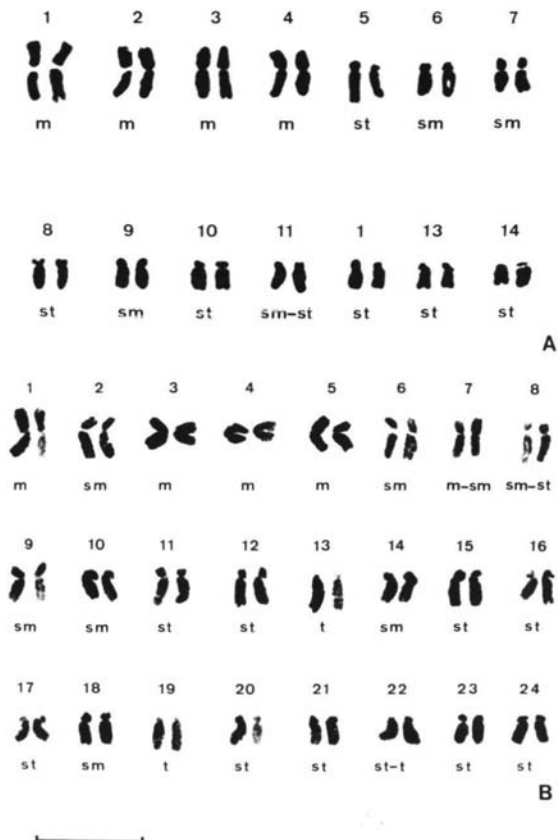 1 2 3 4 5 6 7
m m m m st sm sm
8 9 10 11 1 13 14
st sm st sm-st st st st
A
1 2 3 4 5 6 7 8
m sm m m m sm m-sm sm-st
9 10 11 12 13 14 15 16
sm sm st st t sm st st
17 18 19 20 21 22 23 24
st sm t st st st-t st st
B